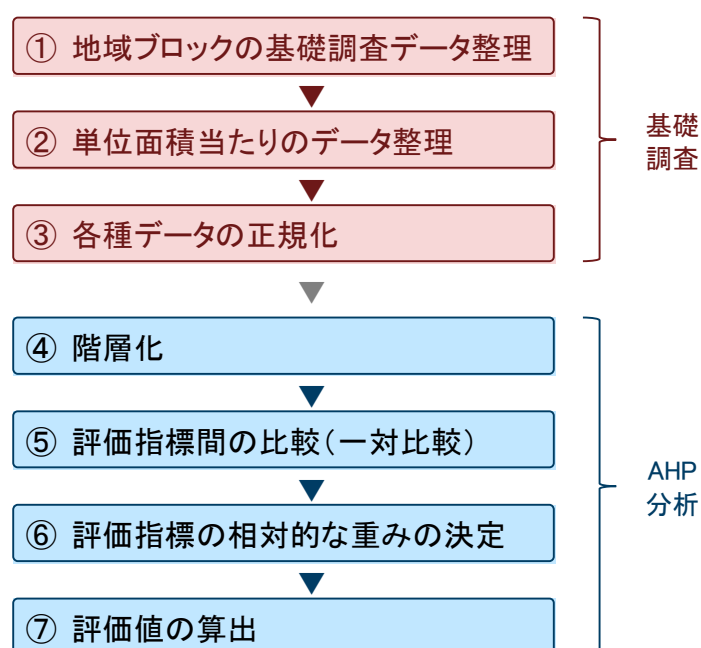 ① 地域ブロックの基礎調査データ整理
② 単位面積当たりのデータ整理
③ 各種データの正規化
基礎
調査
④ 階層化
⑤ 評価指標間の比較(一対比較)
⑥ 評価指標の相対的な重みの決定
⑦ 評価値の算出
AHP
分析